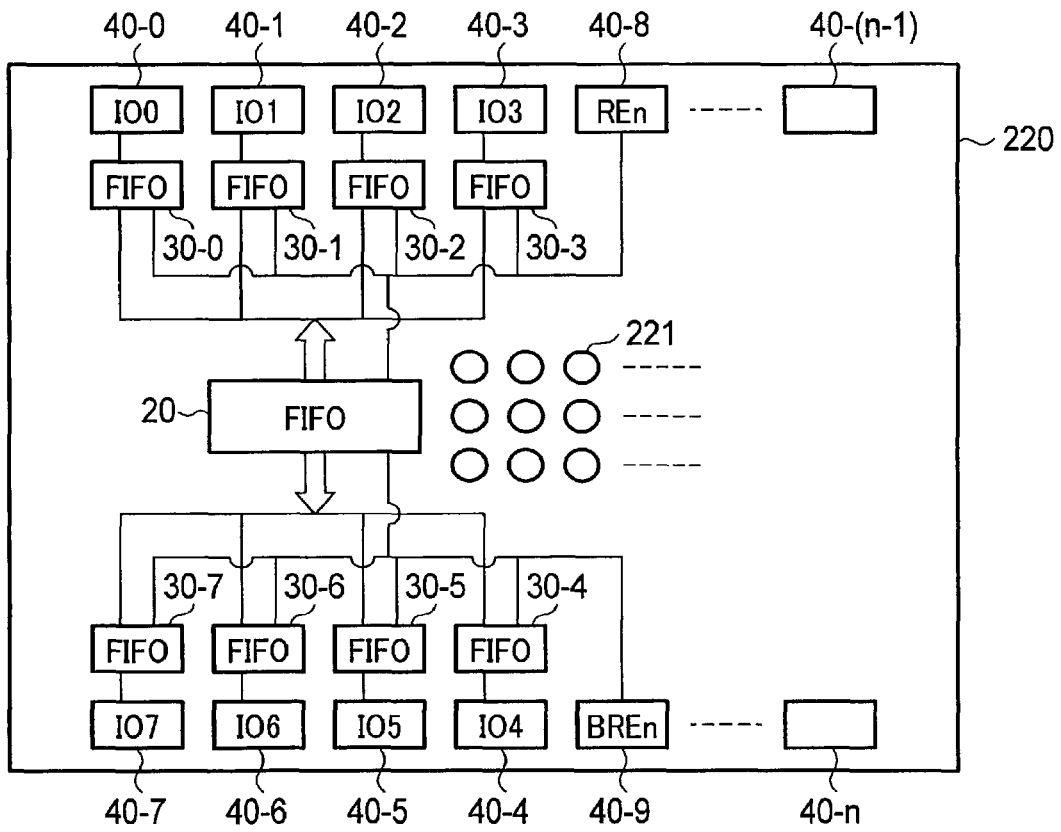 40-0 40-1 40-2 40-3 40-8 40-(n-1)
IO0 IO1 IO2 IO3 REn
220
FIFO FIFO FIFO FIFO
30-0 30-1 30-2 30-3
221
20 FIFO
30-7 30-6 30-5 30-4
FIFO FIFO FIFO FIFO
IO7 IO6 IO5 IO4 BREn
40-7 40-6 40-5 40-4 40-9 40-n